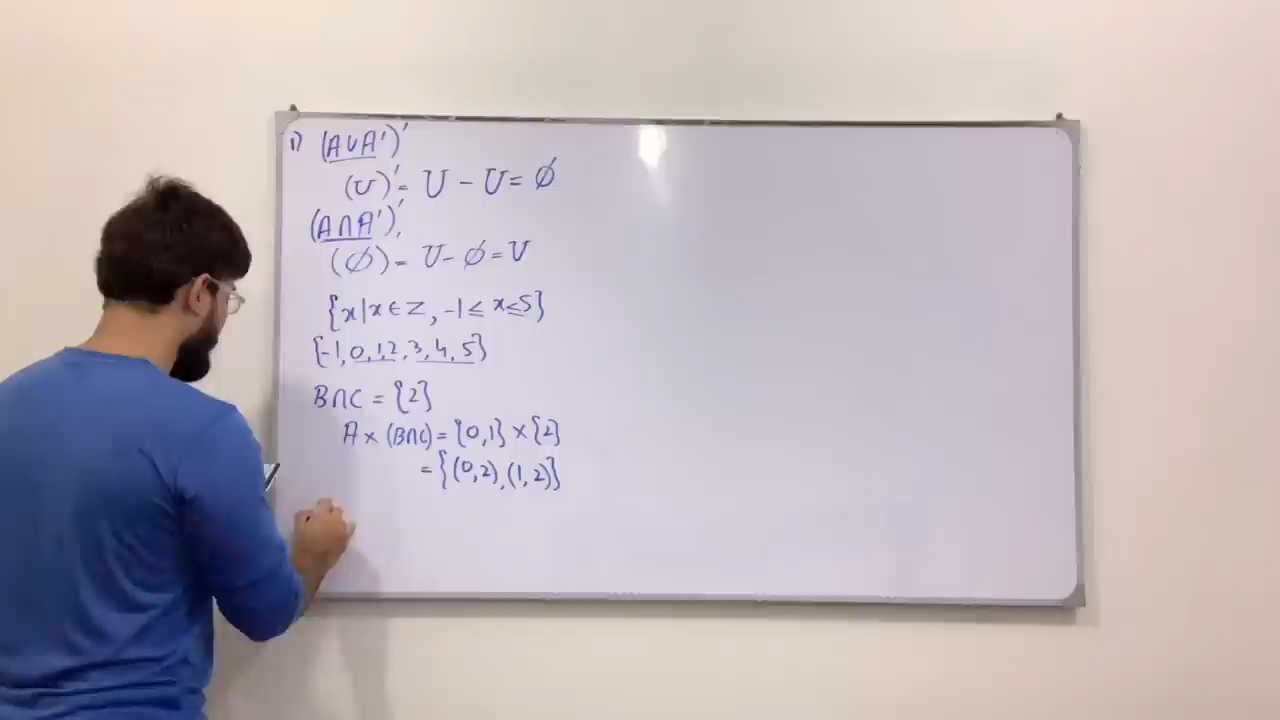 1) (A∪A')'
(U)' = U - U = ∅
(A∩A')'
(∅) = U - ∅ = U
{x|x∈Z, -1≤ x≤5}
{-1,0,1,2,3,4,5}
B∩C = {2}
A × (B∩C) = {0,1} × {2}
= {(0,2),(1,2)}